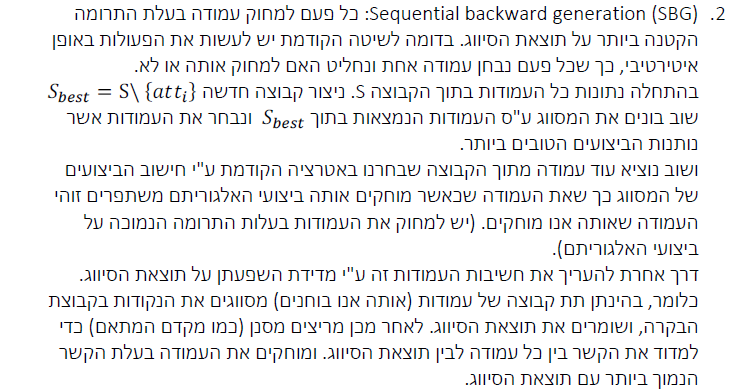 2. Sequential backward generation (SBG): כל פעם למחוק עמודה בעלת התרומה
הקטנה ביותר על תוצאת הסיווג. בדומה לשיטה הקודמת יש לעשות את הפעולות באופן
איטירטיבי, כך שכל פעם נבחן עמודה אחת ונחליט האם למחוק אותה או לא.
בהתחלה נתונות כל העמודות בתוך הקבוצה S. ניצור קבוצה חדשה S_best = S\ {att_i}
שוב בונים את המסווג ע"ס העמודות הנמצאות בתוך S_best ונבחר את העמודות אשר
נותנות הביצועים הטובים ביותר.
ושוב נוציא עוד עמודה מתוך הקבוצה שבחרנו באטרציה הקודמת ע"י חישוב הביצועים
של המסווג כך שאת העמודה שכאשר מוחקים אותה ביצועי האלגוריתם משתפרים זוהי
העמודה שאותה אנו מוחקים. (יש למחוק את העמודות בעלות התרומה הנמוכה על
ביצועי האלגוריתם).
דרך אחרת להעריך את חשיבות העמודות זה ע"י מדידת השפעתן על תוצאת הסיווג.
כלומר, בהינתן תת קבוצה של עמודות (אותה אנו בוחנים) מסווגים את הנקודות בקבוצת
הבקרה, ושומרים את תוצאת הסיווג. לאחר מכן מריצים מסנן (כמו מקדם המתאם) כדי
למדוד את הקשר בין כל עמודה לבין תוצאת הסיווג. ומוחקים את העמודה בעלת הקשר
הנמוך ביותר עם תוצאת הסיווג.